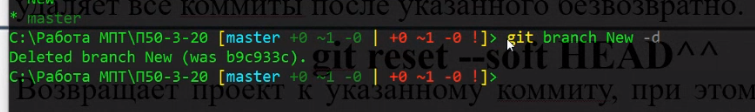 New
ляет все коммиты после указанного безвозвратно.
* master
C:\Работа МПТ\П50-3-20 [master +0 ~1 -0 | +0 ~1 -0 !]> git branch New -d
Deleted branch New (was b9c933c).
git reset --soft HEAD^^
C:\Работа МПТ\П50-3-20 [master +0 ~1 -0 | +0 ~1 -0 !]>
Возвращает проект к указанному коммиту, при этом